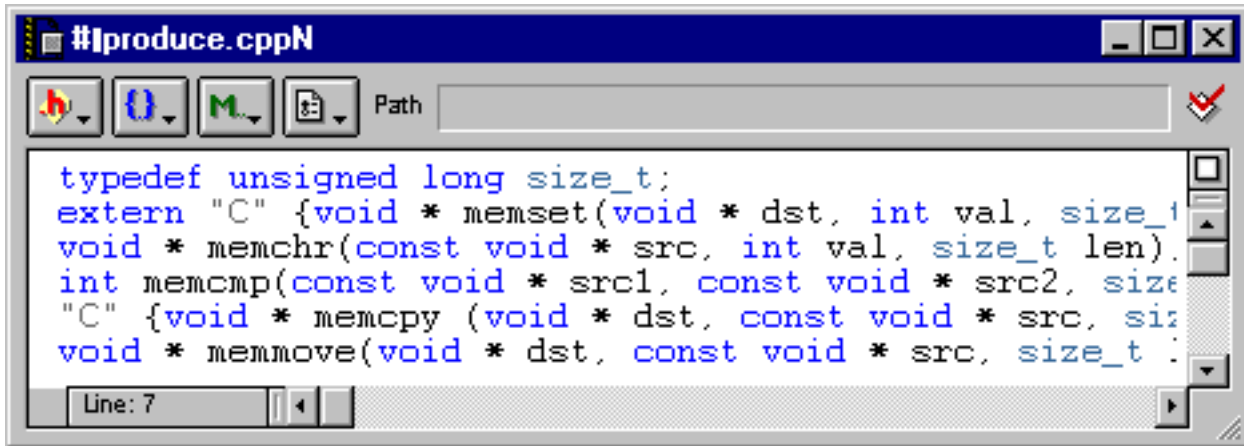 #Iproduce.cppN
.h {} M.. Path
typedef unsigned long size_t;
extern "C" {void * memset(void * dst, int val, size_t
void * memchr(const void * src, int val, size_t len)
int memcmp(const void * src1, const void * src2, size
"C" {void * memcpy (void * dst, const void * src, siz
void * memmove(void * dst, const void * src, size_t
Line: 7